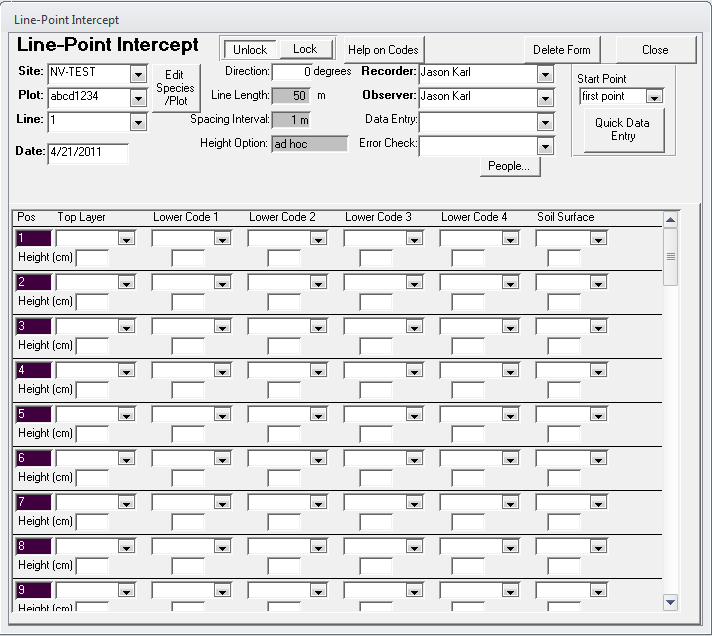 Line-Point Intercept
Line-Point Intercept
Unlock Lock Help on Codes Delete Form Close
Site: NV-TEST Edit Species /Plot Direction: 0 degrees Recorder: Jason Karl Start Point
Plot: abcd1234 Line Length: 50 m Observer: Jason Karl first point
Line: 1 Spacing Interval: 1 m Data Entry: Quick Data Entry
Date: 4/21/2011 Height Option: ad hoc Error Check:
People...
Pos Top Layer Lower Code 1 Lower Code 2 Lower Code 3 Lower Code 4 Soil Surface
1
Height (cm)
2
Height (cm)
3
Height (cm)
4
Height (cm)
5
Height (cm)
6
Height (cm)
7
Height (cm)
8
Height (cm)
9
Height (cm)